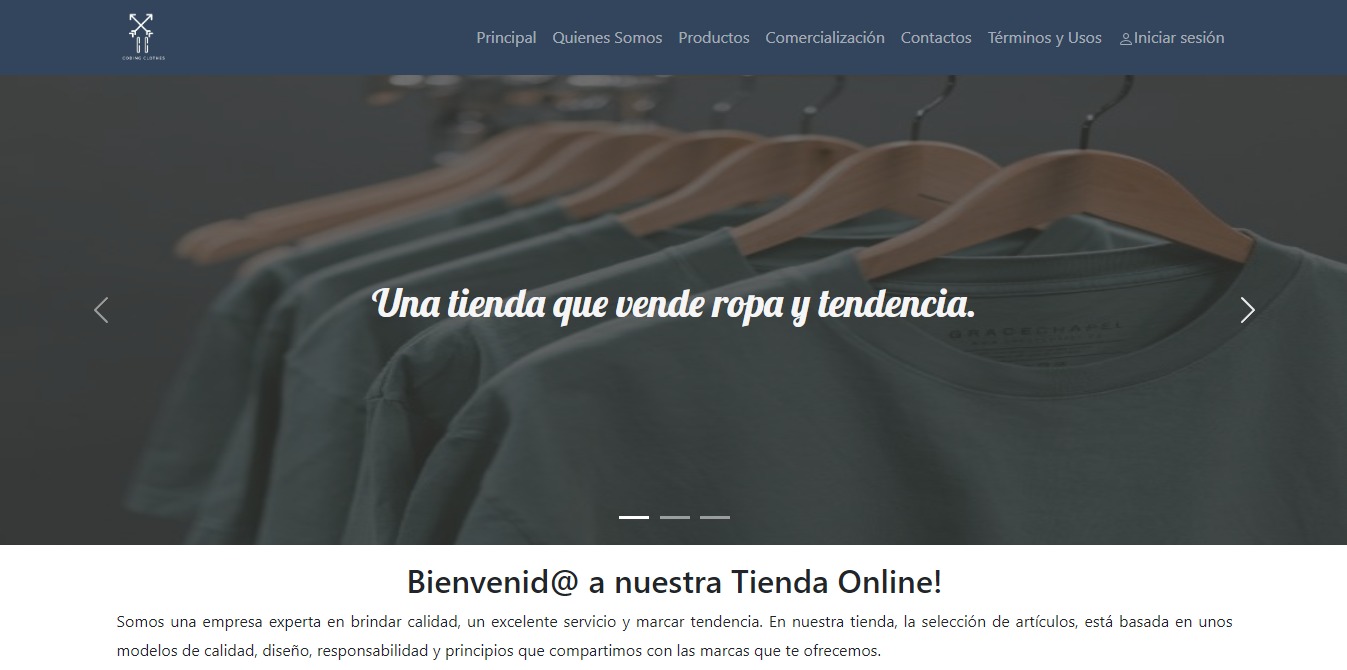 CODING CLOTHES
Principal Quienes Somos Productos Comercialización Contactos Términos y Usos Iniciar sesión
Una tienda que vende ropa y tendencia.
GRACECHAPEL
Bienvenid@ a nuestra Tienda Online!
Somos una empresa experta en brindar calidad, un excelente servicio y marcar tendencia. En nuestra tienda, la selección de artículos, está basada en unos
modelos de calidad, diseño, responsabilidad y principios que compartimos con las marcas que te ofrecemos.